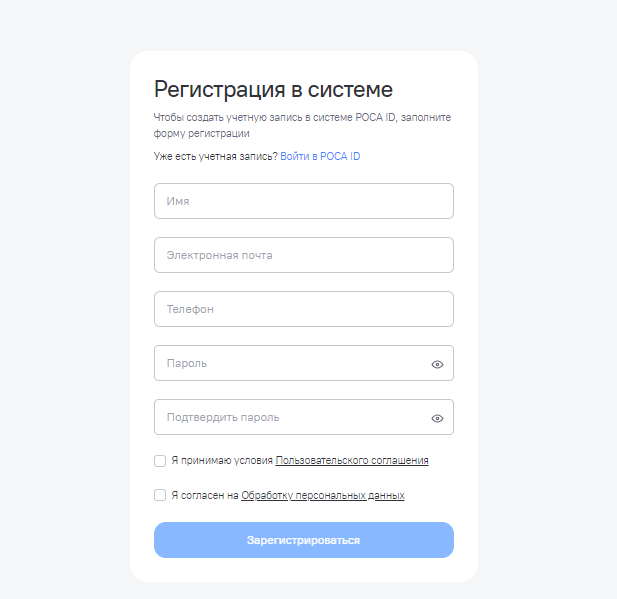 Регистрация в системе
Чтобы создать учетную запись в системе РОСА ID, заполните
форму регистрации
Уже есть учетная запись? Войти в РОСА ID
Имя
Электронная почта
Телефон
Пароль
Подтвердить пароль
Я принимаю условия Пользовательского соглашения
Я согласен на Обработку персональных данных
Зарегистрироваться